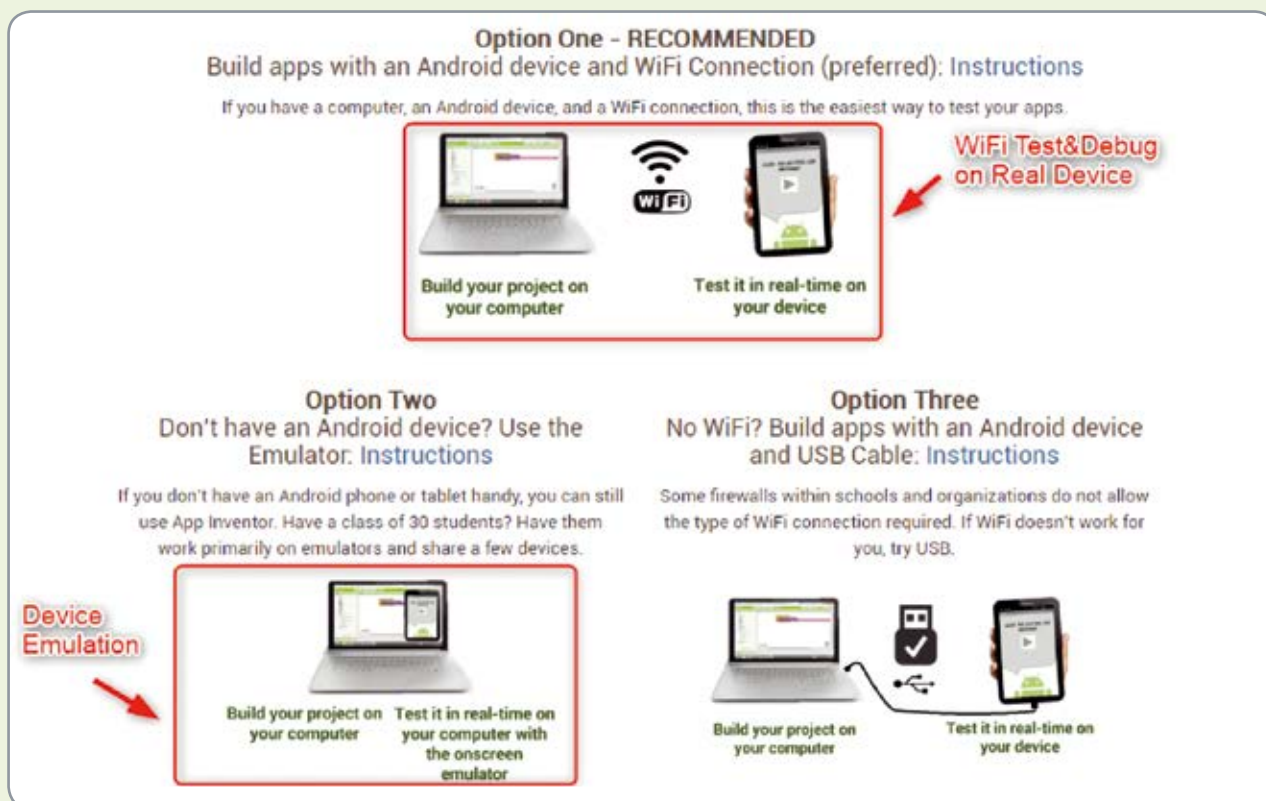 Option One - RECOMMENDED
Build apps with an Android device and WiFi Connection (preferred): Instructions
If you have a computer, an Android device, and a WiFi connection, this is the easiest way to test your apps.
WiFi Test&Debug
on Real Device
Wi Fi
Build your project on
your computer
Test it in real-time on
your device
Option Two
Don't have an Android device? Use the
Emulator: Instructions
If you don't have an Android phone or tablet handy, you can still
use App Inventor. Have a class of 30 students? Have them
work primarily on emulators and share a few devices.
Device
Emulation
Build your project on
your computer
Test it in real-time on
your computer with
the onscreen
emulator
Option Three
No WiFi? Build apps with an Android device
and USB Cable: Instructions
Some firewalls within schools and organizations do not allow
the type of WiFi connection required. If WiFi doesn't work for
you, try USB.
Build your project on
your computer
Test it in real-time on
your device